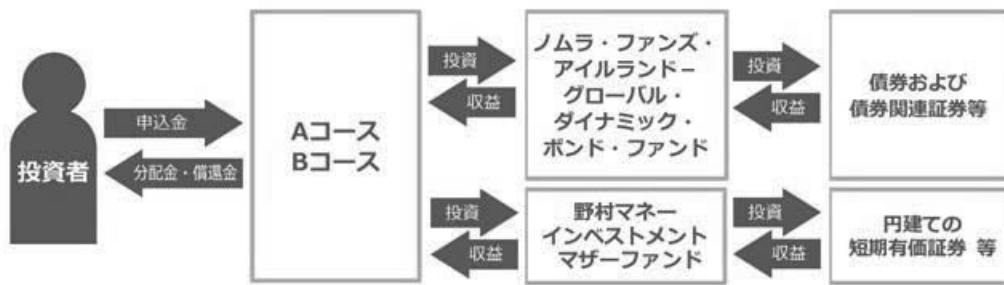 投資者
申込金
分配金・償還金
Aコース
Bコース
投資
収益
ノムラ・ファンズ・
アイルランド－
グローバル・
ダイナミック・
ボンド・ファンド
投資
収益
債券および
債券関連証券等
投資
収益
野村マネー
インベストメント
マザーファンド
投資
収益
円建ての
短期有価証券 等